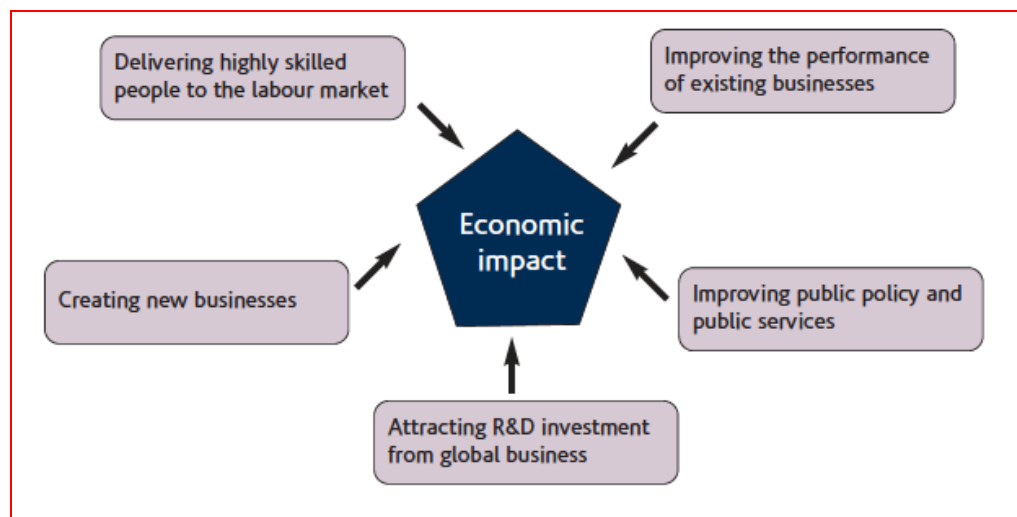 Delivering highly skilled
people to the labour market
Improving the performance
of existing businesses
Economic
impact
Creating new businesses
Improving public policy and
public services
Attracting R&D investment
from global business